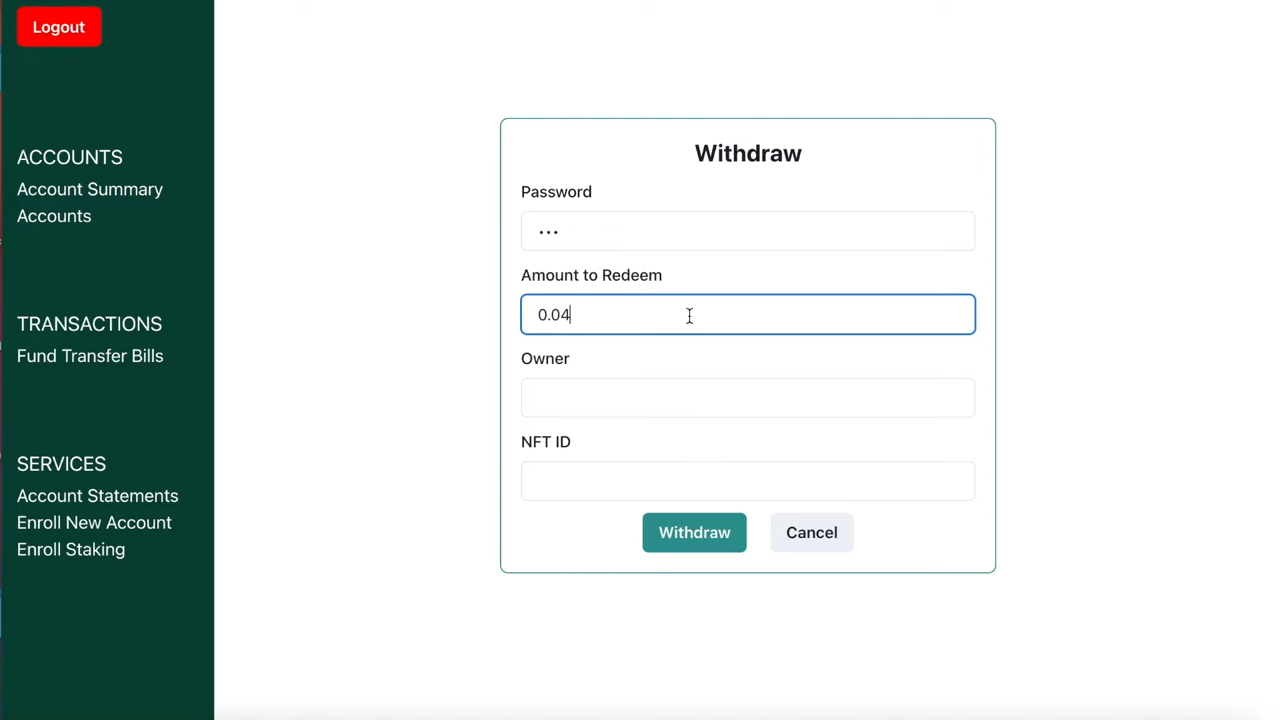 Logout
ACCOUNTS
Account Summary
Accounts
TRANSACTIONS
Fund Transfer Bills
SERVICES
Account Statements
Enroll New Account
Enroll Staking
Withdraw
Password
•••
Amount to Redeem
0.04
Owner
NFT ID
Withdraw
Cancel